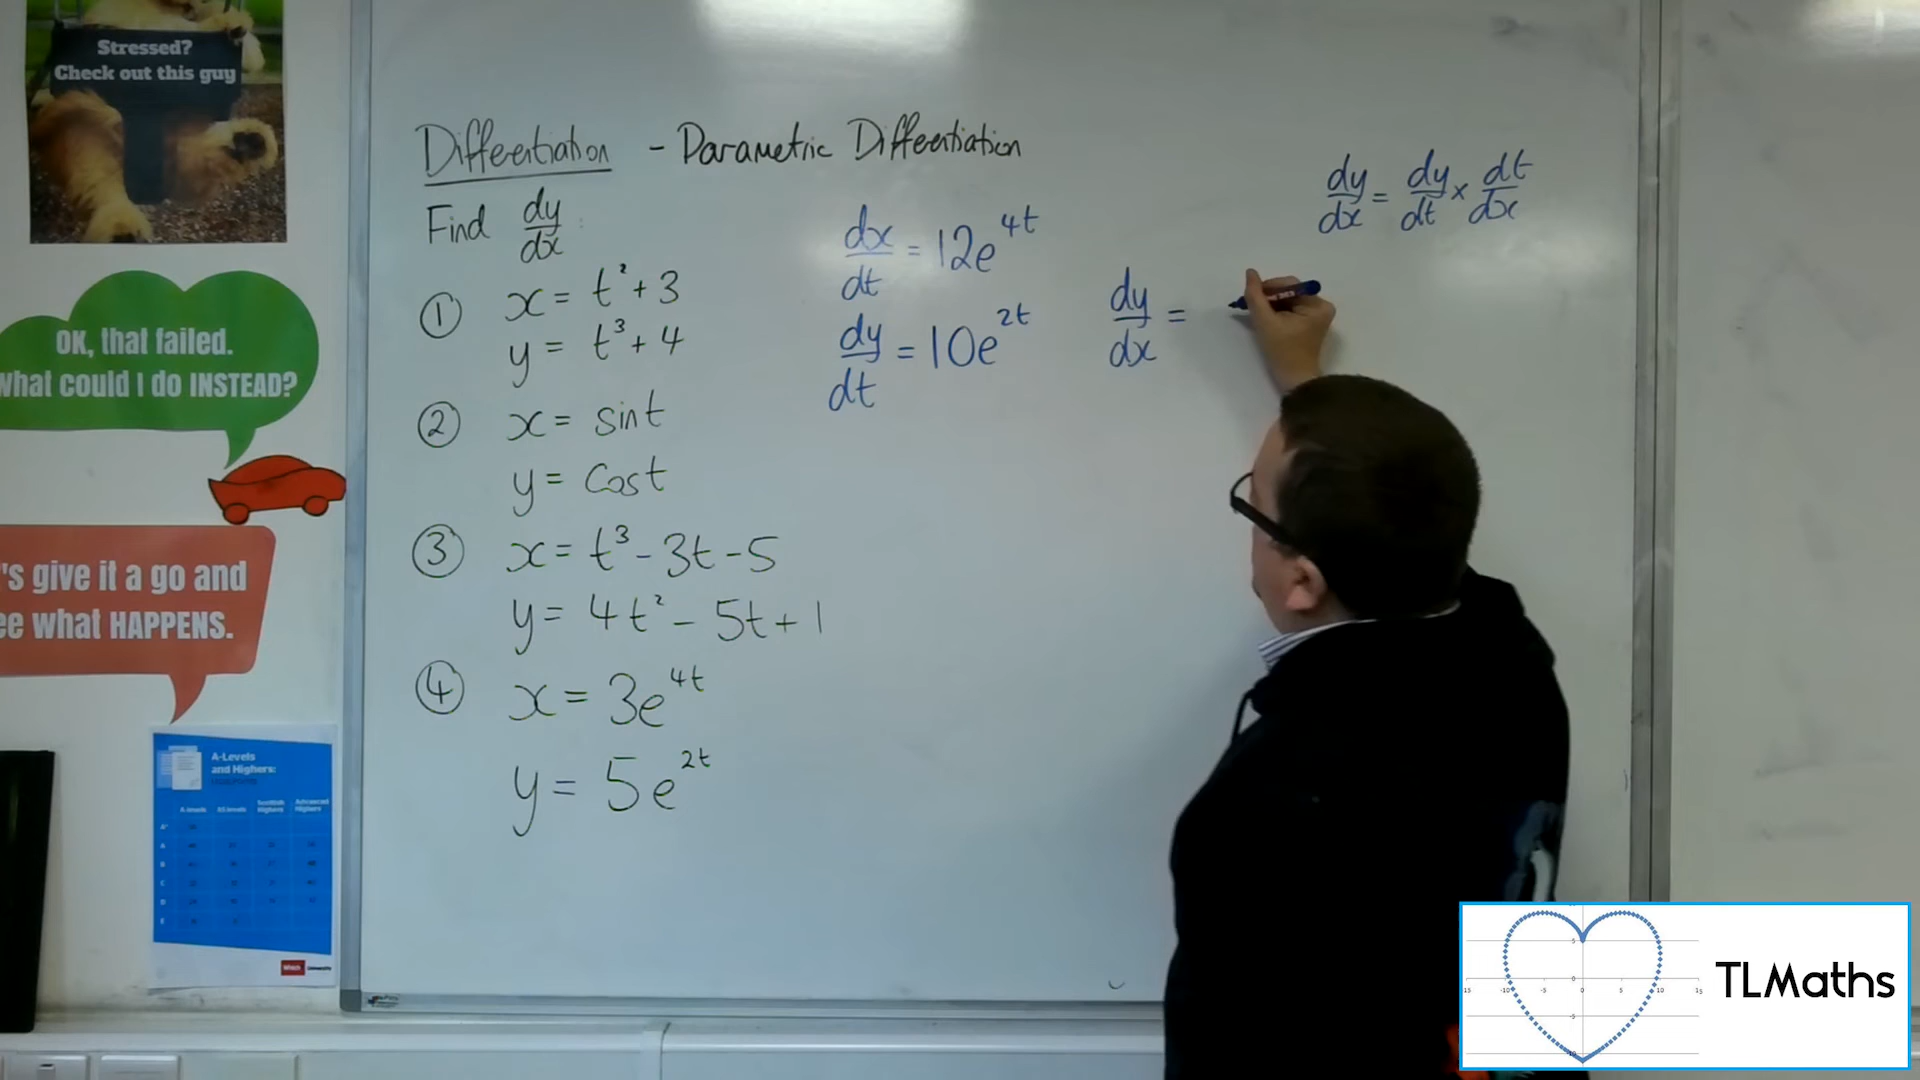 Stressed?
Check out this guy
OK, that failed.
What could I do INSTEAD?
's give it a go and
ee what HAPPENS.
A-Levels
and Highers:
Differentiation - Parametric Differentiation
Find dy/dx :
① x = t² + 3
y = t³ + 4
② x = sint
y = Cost
③ x = t³ - 3t - 5
y = 4t² - 5t + 1
④ x = 3e^4t
y = 5e^2t
dx/dt = 12e^4t
dy/dt = 10e^2t
dy/dx =
dy/dx = dy/dt × dt/dx
TLMaths